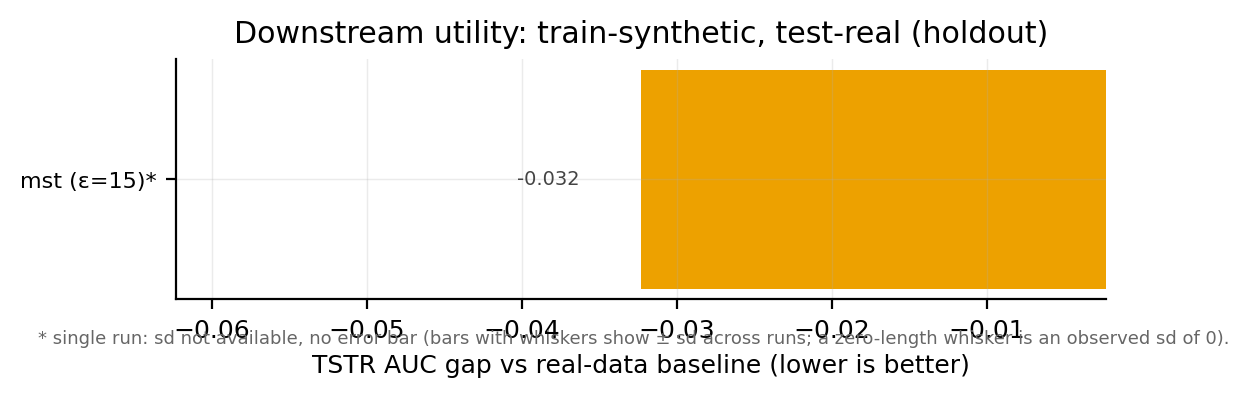 Downstream utility: train-synthetic, test-real (holdout)
mst (ε=15)*
-0.032
−0.06 −0.05 −0.04 −0.03 −0.02 −0.01
* single run: sd not available, no error bar (bars with whiskers show ± sd across runs; a zero-length whisker is an observed sd of 0).
TSTR AUC gap vs real-data baseline (lower is better)